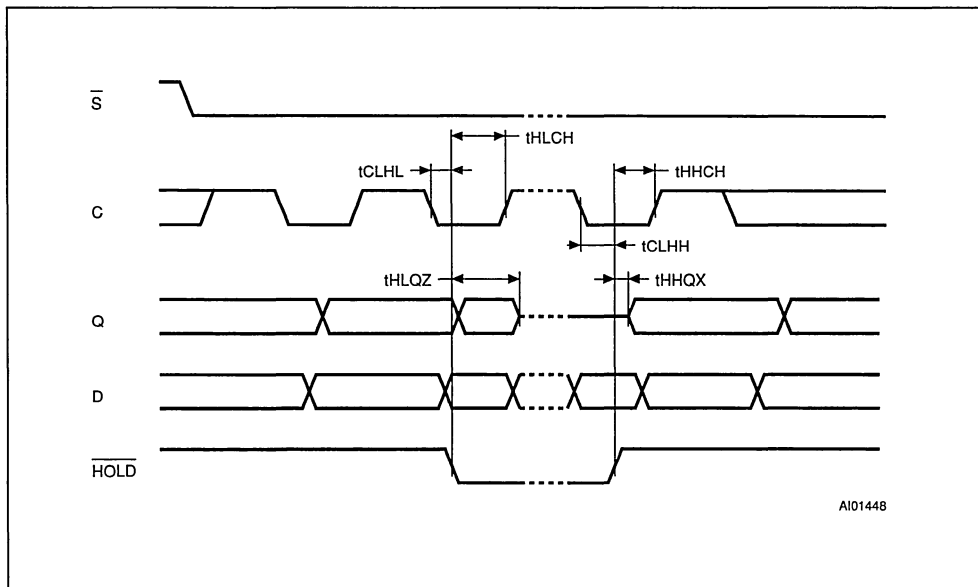 S
tHLCH
tCLHL
tHHCH
C
tCLHH
tHLQZ
tHHQX
Q
D
HOLD
AI01448